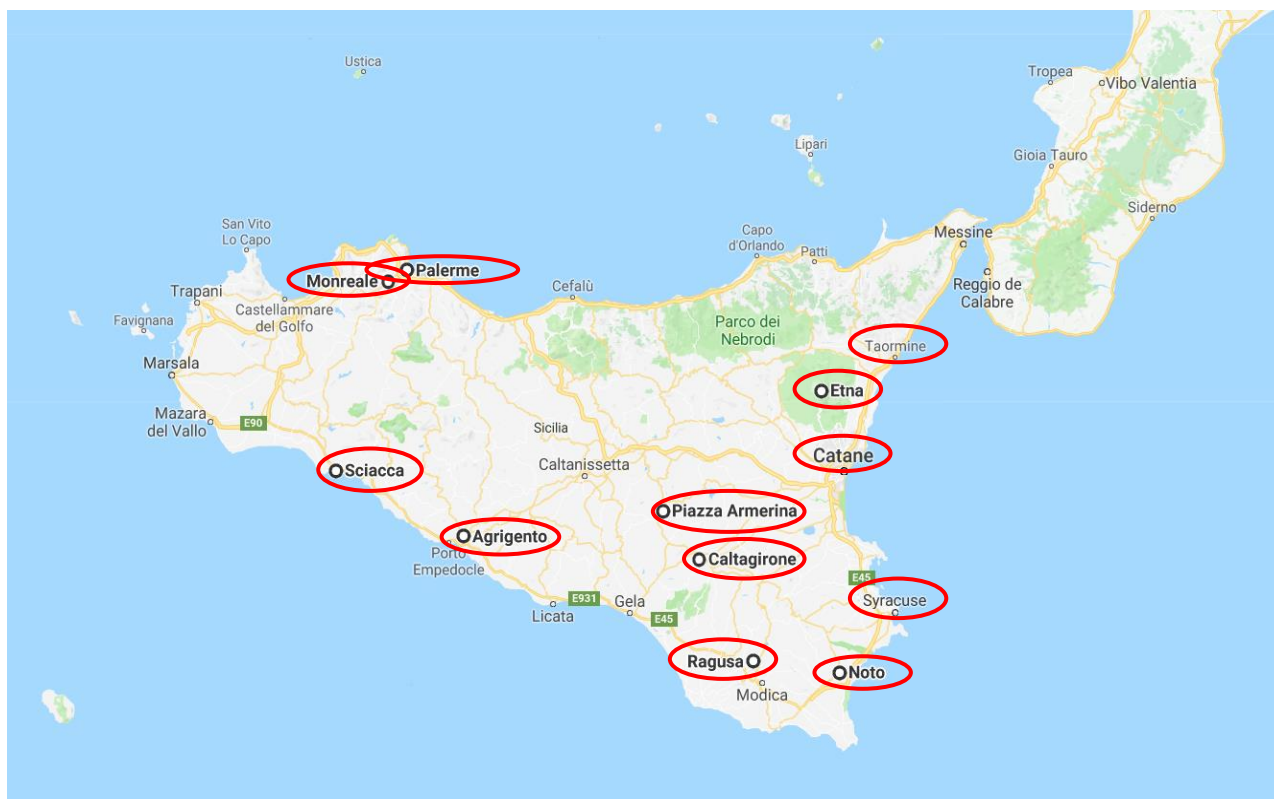 Ustica
Tropea
Vibo Valentia
Lipari
Gioia Tauro
Siderno
San Vito
Lo Capo
Capo
d'Orlando
Patti
Messine
Palerme
Monreale
Reggio de
Calabre
Trapani
Castellammare
del Golfo
Cefalù
Favignana
Parco dei
Nebrodi
Taormine
Marsala
Etna
Mazara
del Vallo
E90
Sicilia
Catane
Sciacca
Caltanissetta
Piazza Armerina
Agrigento
Porto
Empedocle
Caltagirone
E45
E931
Gela
Syracuse
Licata
E45
Ragusa
Noto
Modica